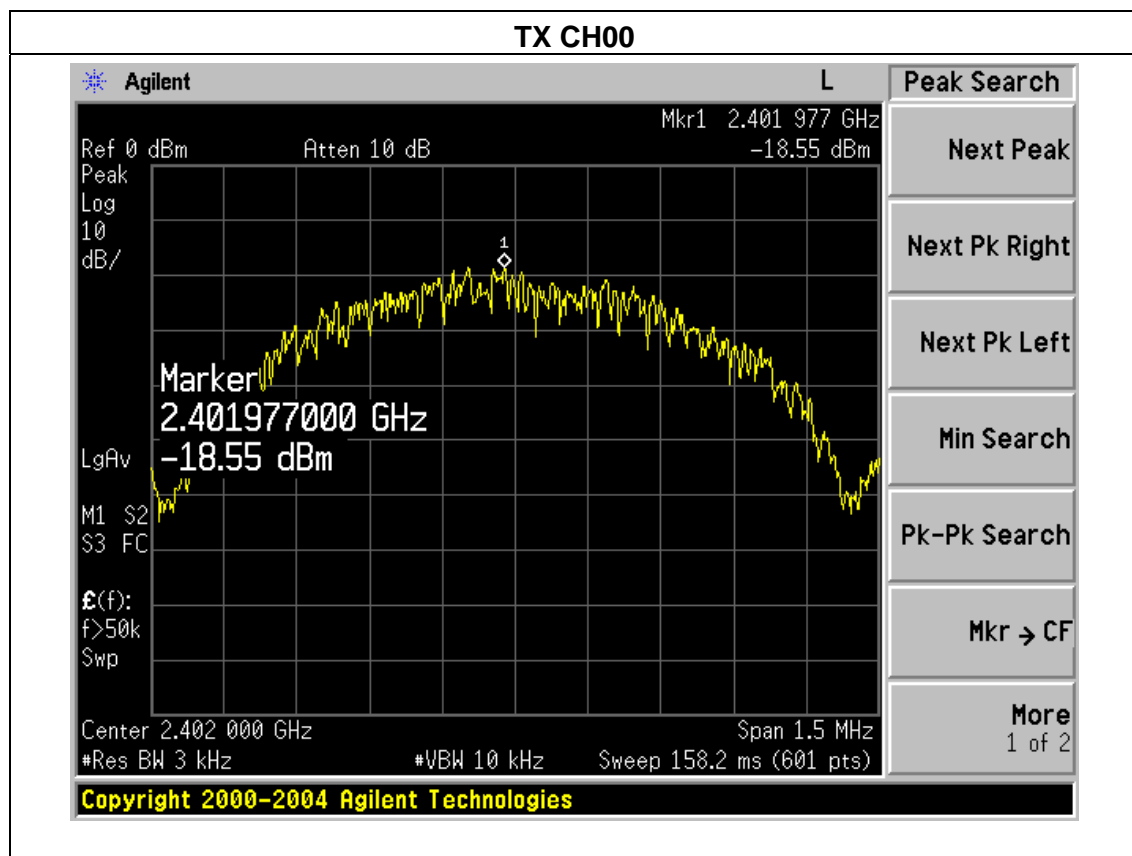 TX CH00
Agilent
L
Peak Search
Mkr1 2.401 977 GHz
Ref 0 dBm Atten 10 dB -18.55 dBm
Peak
Log
10
dB/
1
Marker
2.401977000 GHz
-18.55 dBm
LgAv
M1 S2
S3 FC
£(f):
f>50k
Swp
Center 2.402 000 GHz Span 1.5 MHz
#Res BW 3 kHz #VBW 10 kHz Sweep 158.2 ms (601 pts)
Copyright 2000-2004 Agilent Technologies
Next Peak
Next Pk Right
Next Pk Left
Min Search
Pk-Pk Search
Mkr → CF
More
1 of 2